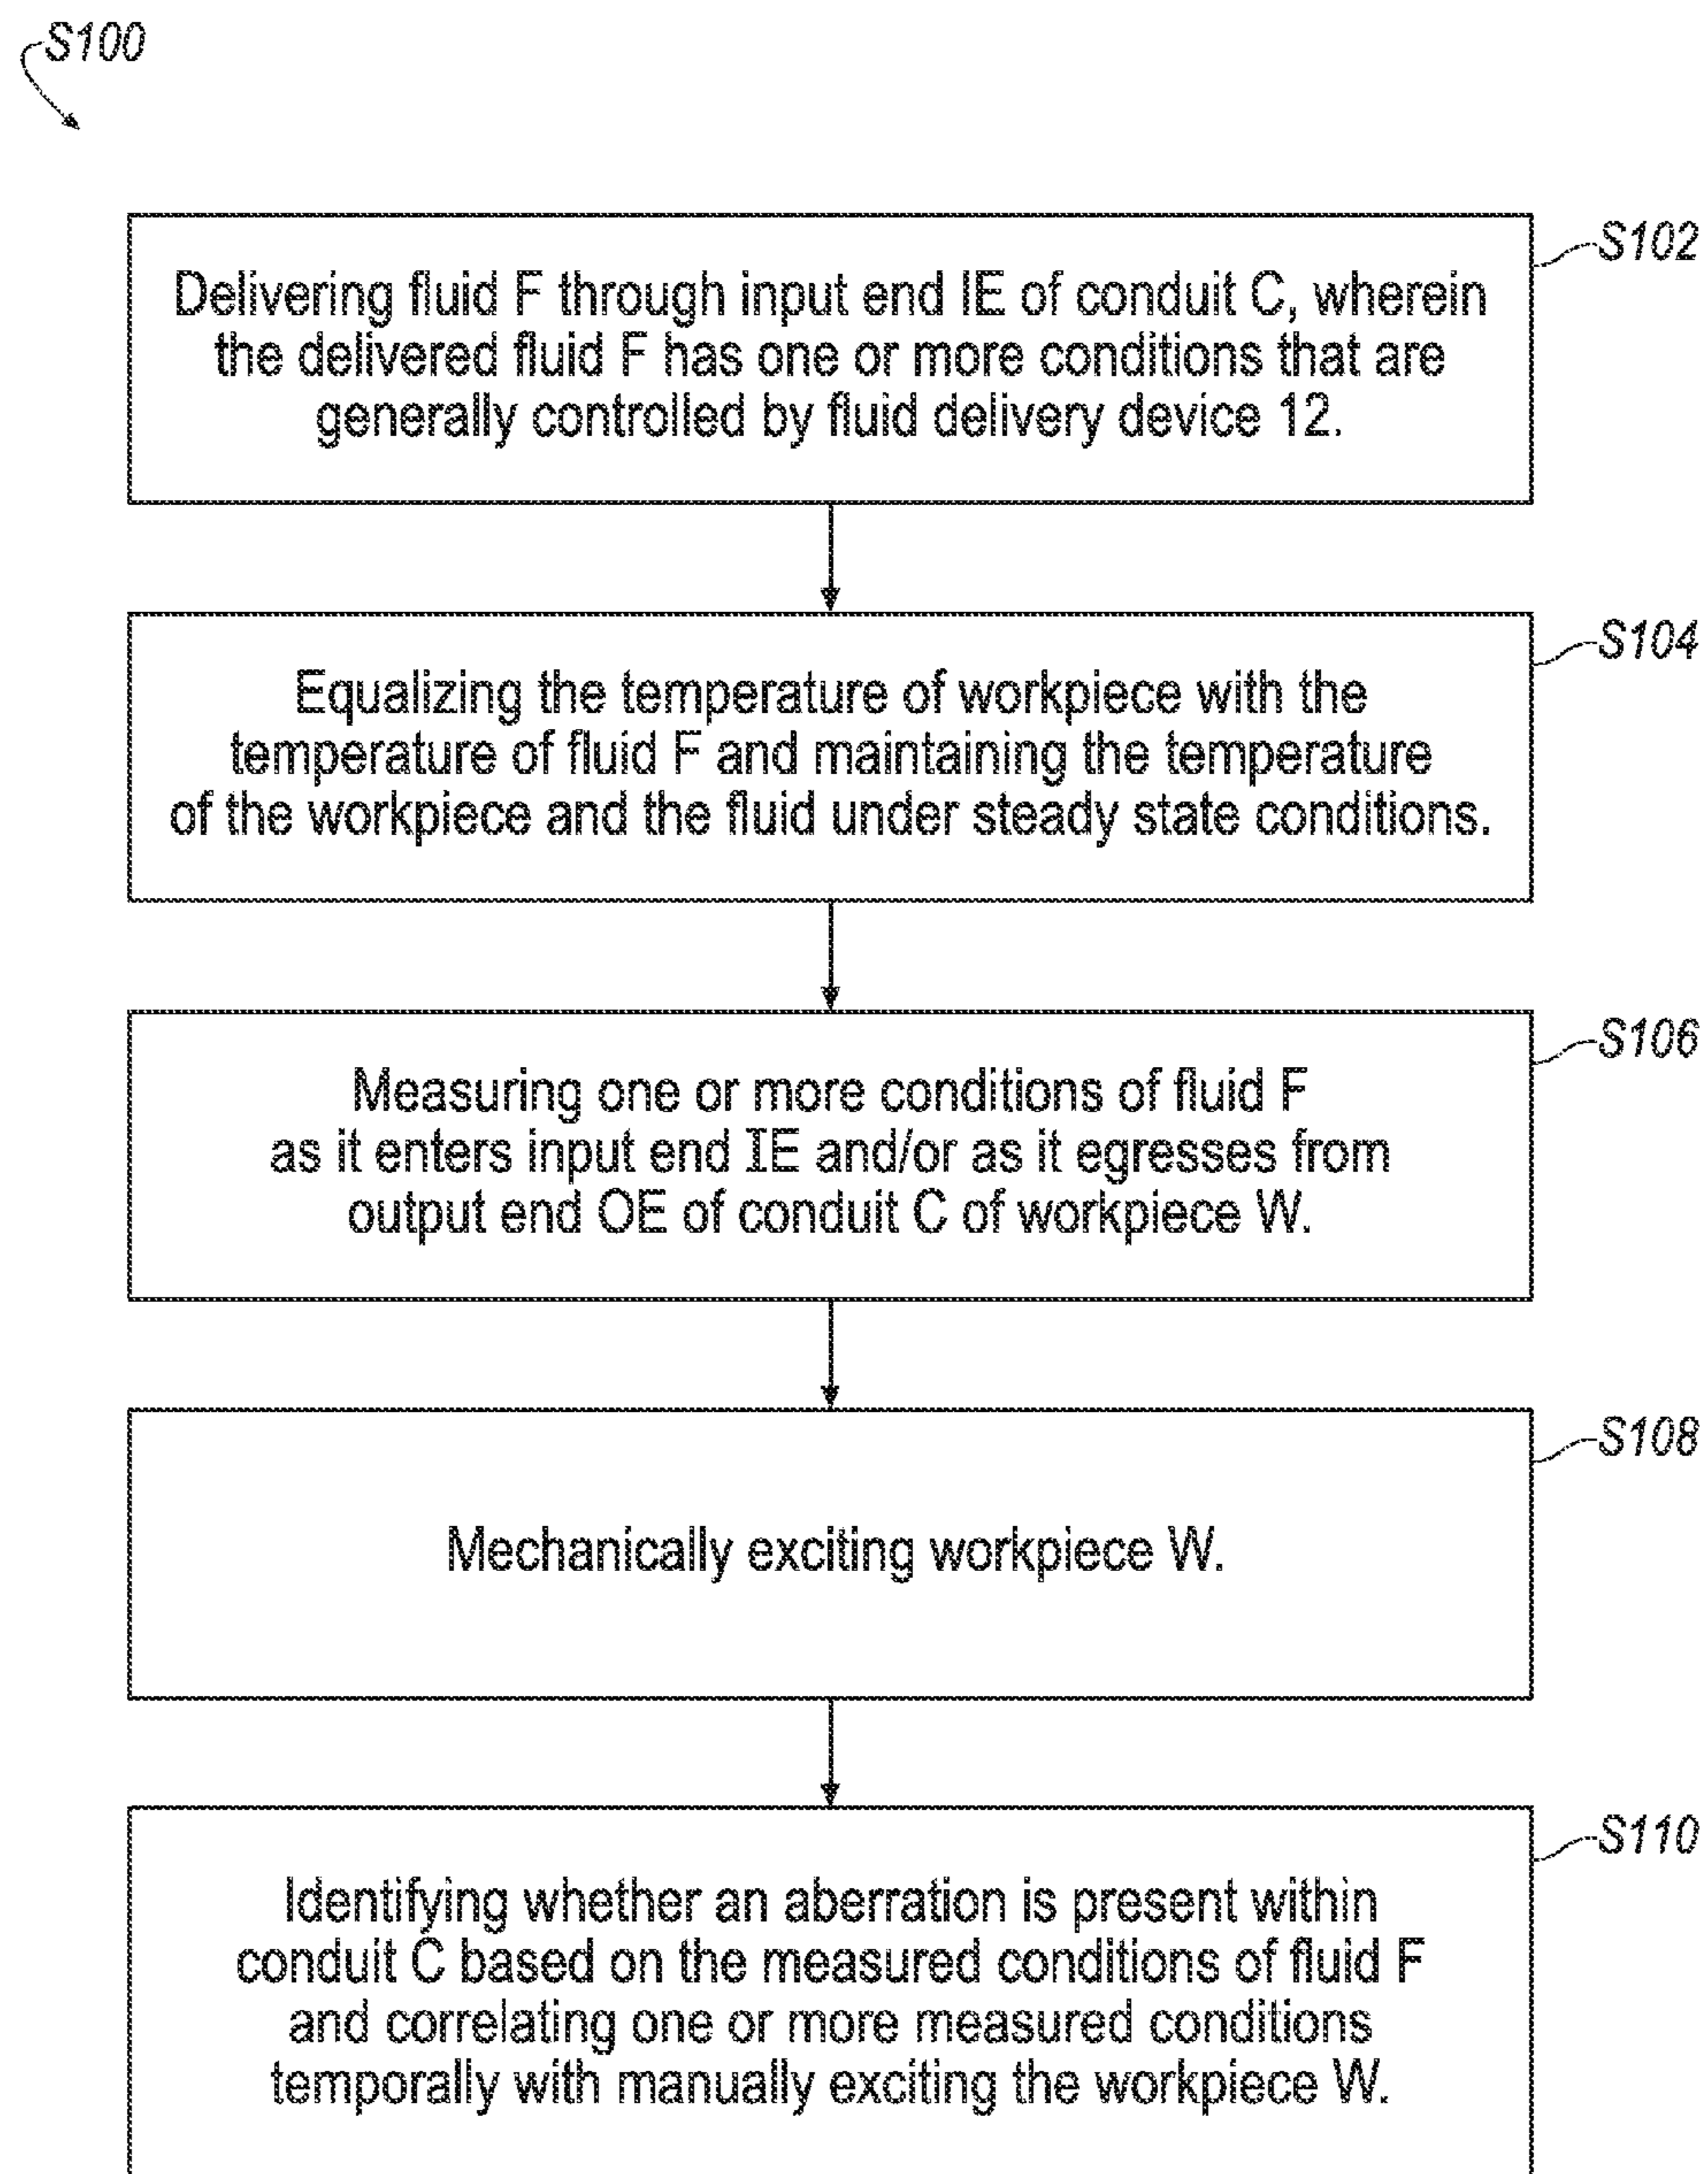 S100
S102
Delivering fluid F through input end IE of conduit C, wherein
the delivered fluid F has one or more conditions that are
generally controlled by fluid delivery device 12.
S104
Equalizing the temperature of workpiece with the
temperature of fluid F and maintaining the temperature
of the workpiece and the fluid under steady state conditions.
S106
Measuring one or more conditions of fluid F
as it enters input end IE and/or as it egresses from
output end OE of conduit C of workpiece W.
S108
Mechanically exciting workpiece W.
S110
Identifying whether an aberration is present within
conduit C based on the measured conditions of fluid F
and correlating one or more measured conditions
temporally with manually exciting the workpiece W.